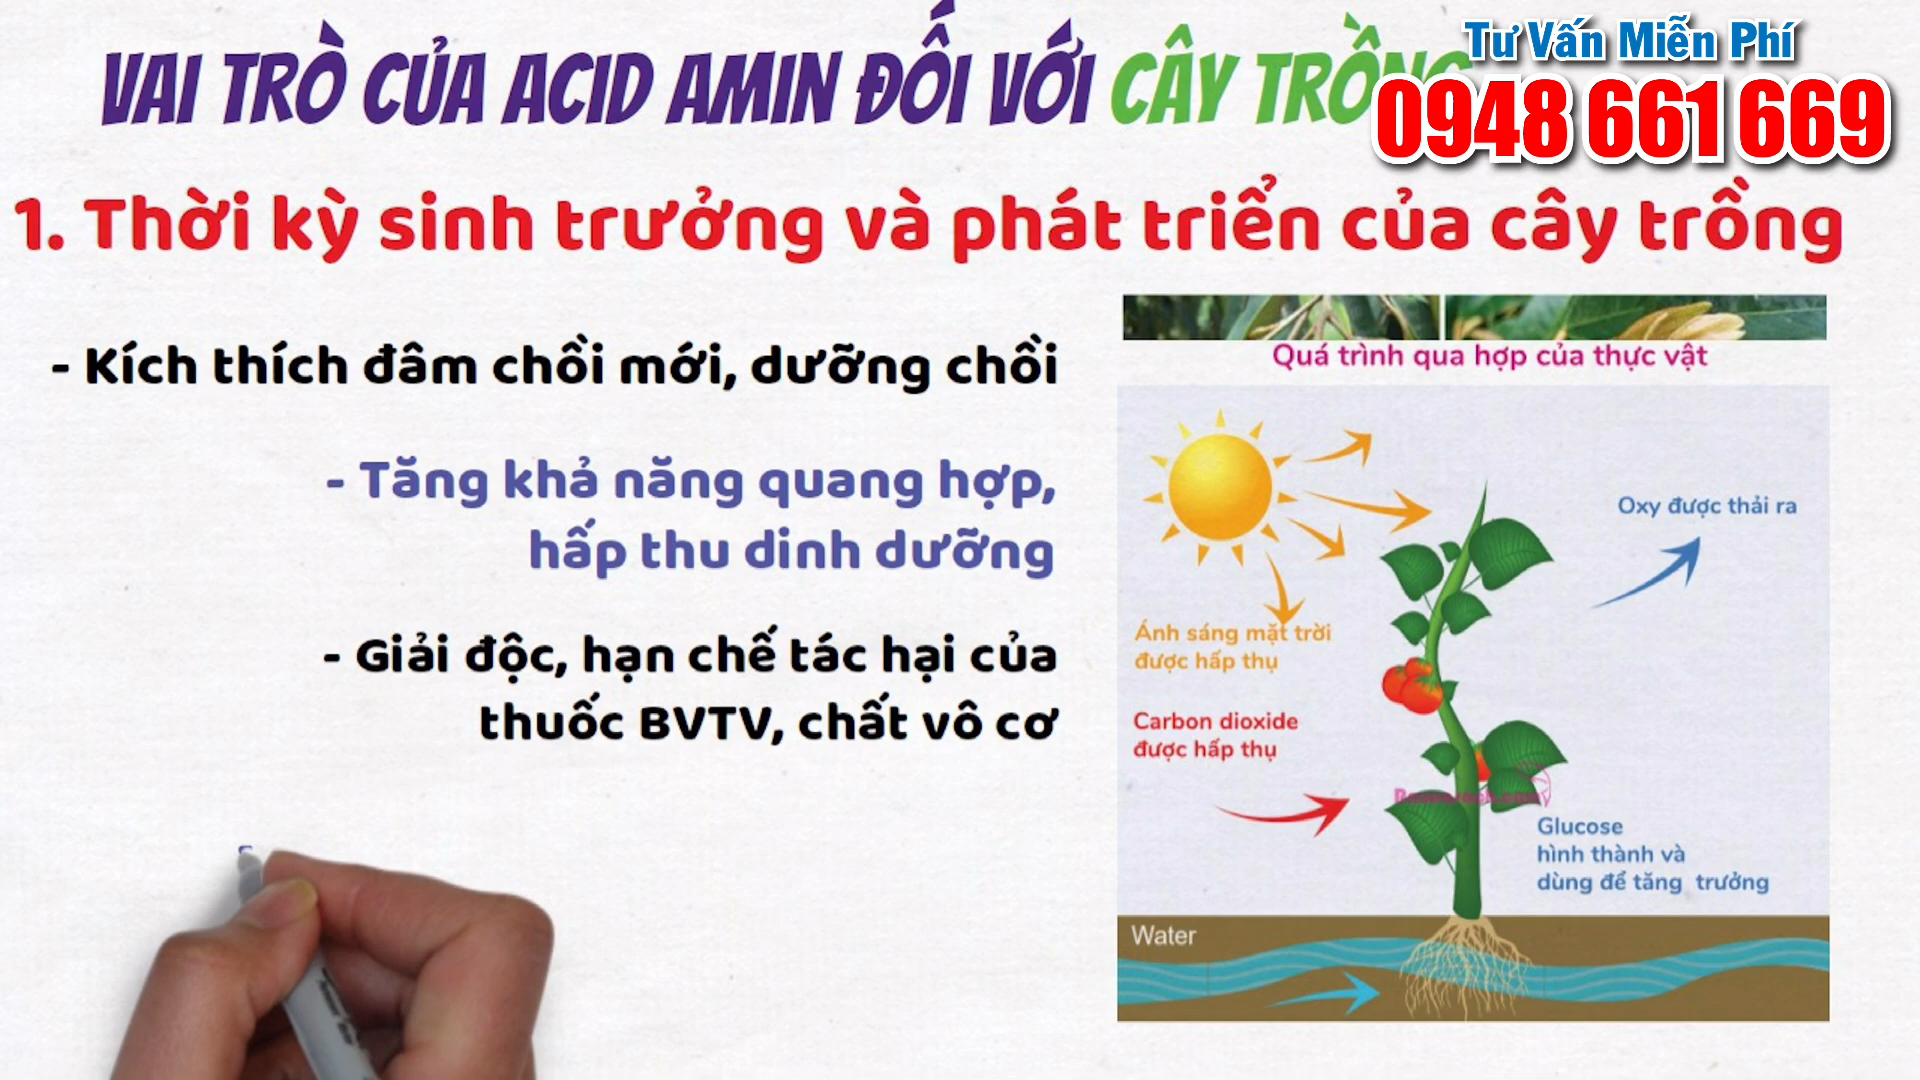 VAI TRÒ CỦA ACID AMIN ĐỐI VỚI CÂY TRỒNG
Tư Vấn Miễn Phí
0948 661 669
1. Thời kỳ sinh trưởng và phát triển của cây trồng
- Kích thích đâm chồi mới, dưỡng chồi
- Tăng khả năng quang hợp,
hấp thu dinh dưỡng
- Giải độc, hạn chế tác hại của
thuốc BVTV, chất vô cơ
Quá trình qua hợp của thực vật
Oxy được thải ra
Ánh sáng mặt trời
được hấp thụ
Carbon dioxide
được hấp thụ
Glucose
hình thành và
dùng để tăng trưởng
Water